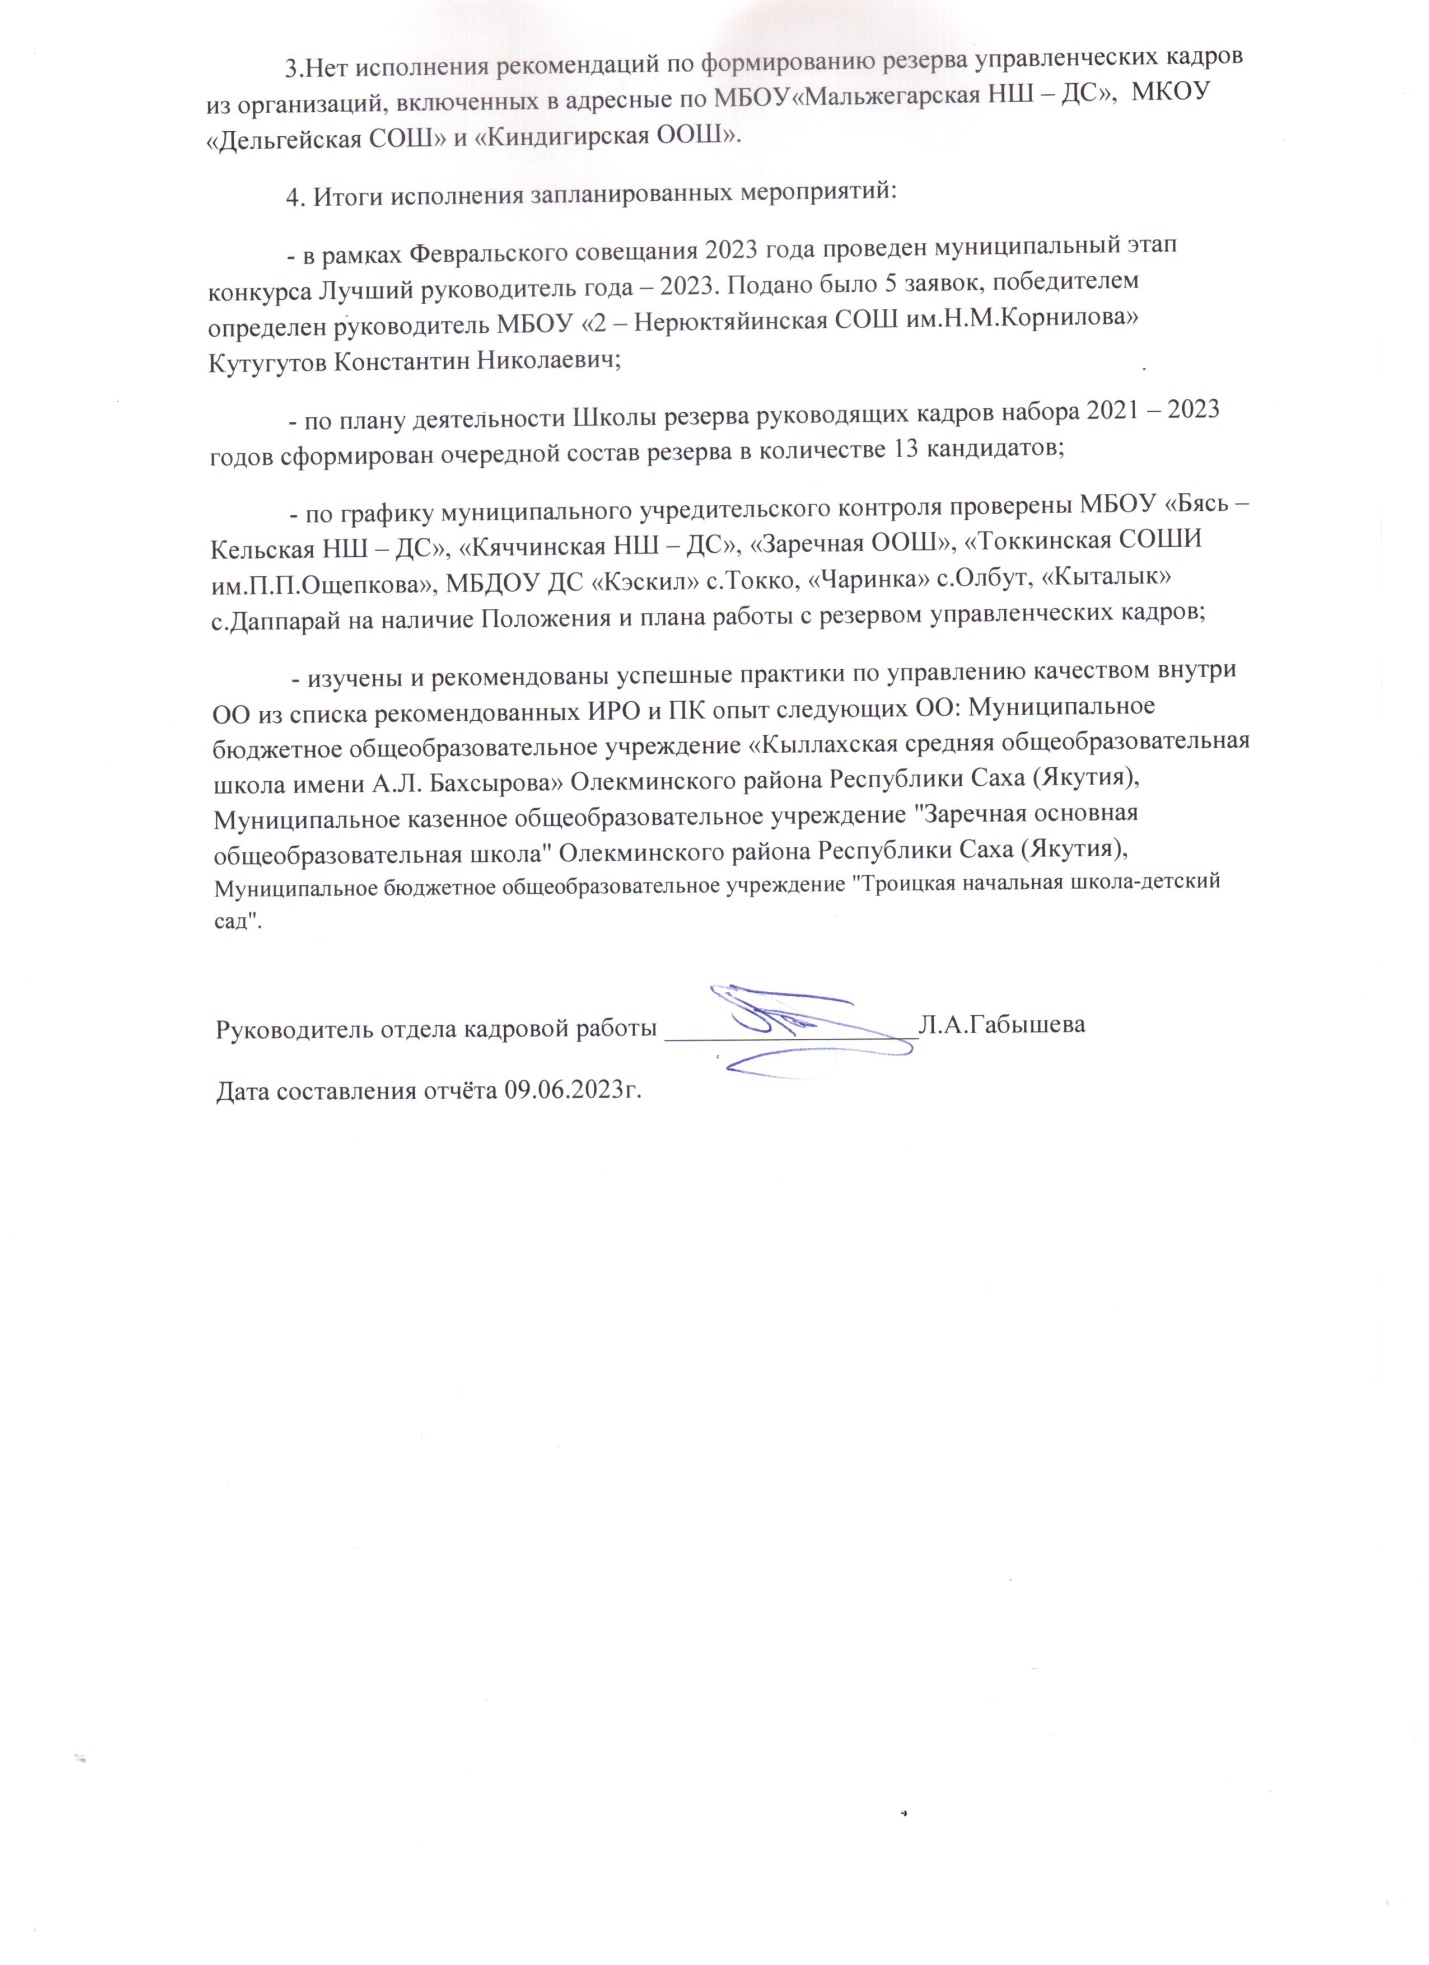 3.Нет исполнения рекомендаций по формированию резерва управленческих кадров
из организаций, включенных в адресные по МБОУ«Мальжегарская НШ – ДС», МКОУ
«Дельгейская СОШ» и «Киндигирская ООШ».
4. Итоги исполнения запланированных мероприятий:
- в рамках Февральского совещания 2023 года проведен муниципальный этап
конкурса Лучший руководитель года – 2023. Подано было 5 заявок, победителем
определен руководитель МБОУ «2 – Нерюктяйинская СОШ им.Н.М.Корнилова»
Кутугутов Константин Николаевич;
- по плану деятельности Школы резерва руководящих кадров набора 2021 – 2023
годов сформирован очередной состав резерва в количестве 13 кандидатов;
- по графику муниципального учредительского контроля проверены МБОУ «Бясь –
Кельская НШ – ДС», «Кяччинская НШ – ДС», «Заречная ООШ», «Токкинская СОШИ
им.П.П.Ощепкова», МБДОУ ДС «Кэскил» с.Токко, «Чаринка» с.Олбут, «Кыталык»
с.Даппарай на наличие Положения и плана работы с резервом управленческих кадров;
- изучены и рекомендованы успешные практики по управлению качеством внутри
ОО из списка рекомендованных ИРО и ПК опыт следующих ОО: Муниципальное
бюджетное общеобразовательное учреждение «Кыллахская средняя общеобразовательная
школа имени А.Л. Бахсырова» Олекминского района Республики Саха (Якутия),
Муниципальное казенное общеобразовательное учреждение "Заречная основная
общеобразовательная школа" Олекминского района Республики Саха (Якутия),
Муниципальное бюджетное общеобразовательное учреждение "Троицкая начальная школа-детский
сад".
Руководитель отдела кадровой работы ___________________Л.А.Габышева
Дата составления отчёта 09.06.2023г.